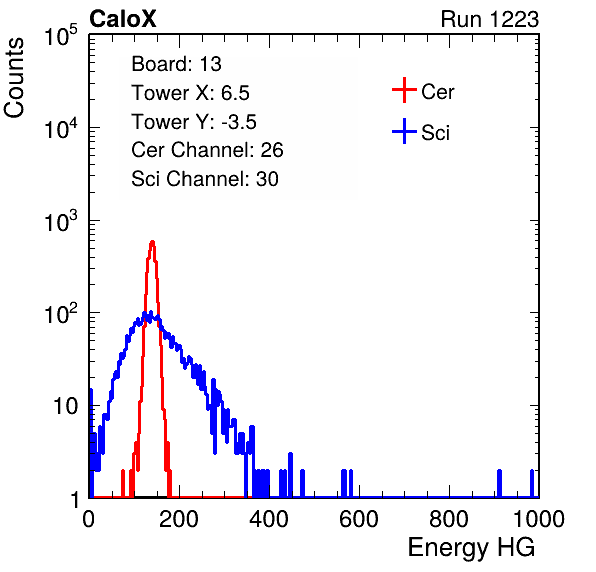 CaloX Run 1223
Counts
10^5
10^4
10^3
10^2
10
1
Board: 13
Tower X: 6.5
Tower Y: -3.5
Cer Channel: 26
Sci Channel: 30
Cer
Sci
0 200 400 600 800 1000
Energy HG